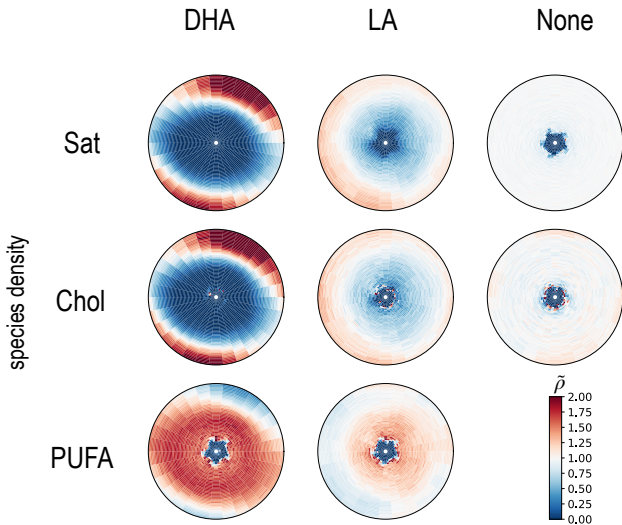 DHA LA None
Sat
Chol
PUFA
species density
ρ̃
2.00
1.75
1.50
1.25
1.00
0.75
0.50
0.25
0.00